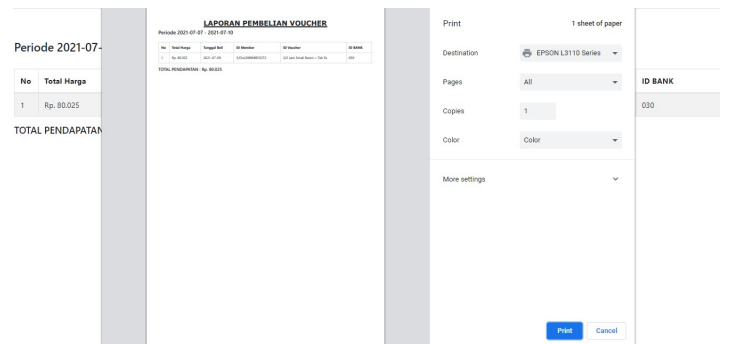 Periode 2021-07-
No Total Harga ID BANK
1 Rp. 80.025 030
TOTAL PENDAPATAN
LAPORAN PEMBELIAN VOUCHER
Periode 2021-07-07 - 2021-07-10
No Total Harga Tanggal Beli ID Member ID Voucher ID BANK
1 Rp. 80.025 2021-07-09 030
TOTAL PENDAPATAN : Rp. 80.025
Print 1 sheet of paper
Destination EPSON L3110 Series
Pages All
Copies 1
Color Color
More settings
Print Cancel